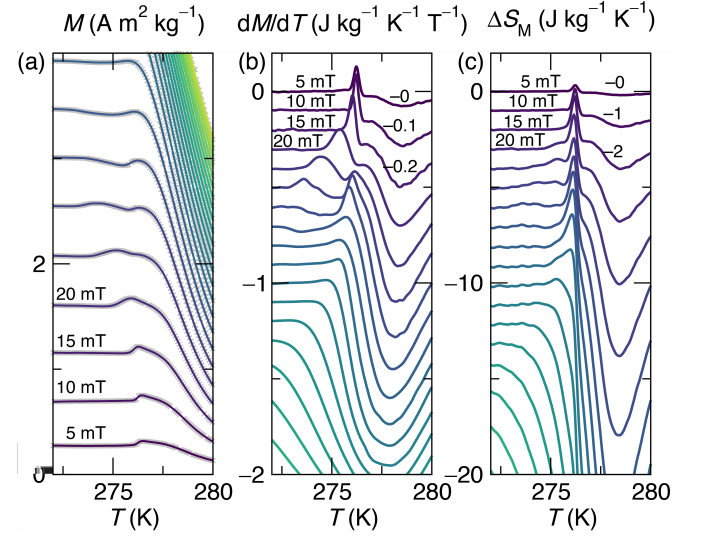 M (A m² kg⁻¹) dM/dT (J kg⁻¹ K⁻¹ T⁻¹) ΔS_M (J kg⁻¹ K⁻¹)
(a) (b) (c)
0 5 mT −0 0 5 mT −0
10 mT −0.1 10 mT −1
15 mT 15 mT
20 mT −0.2 20 mT −2
2
20 mT −1 −10
15 mT
10 mT
5 mT
0 −2 −20
275 280 275 280 275 280
T (K) T (K) T (K)